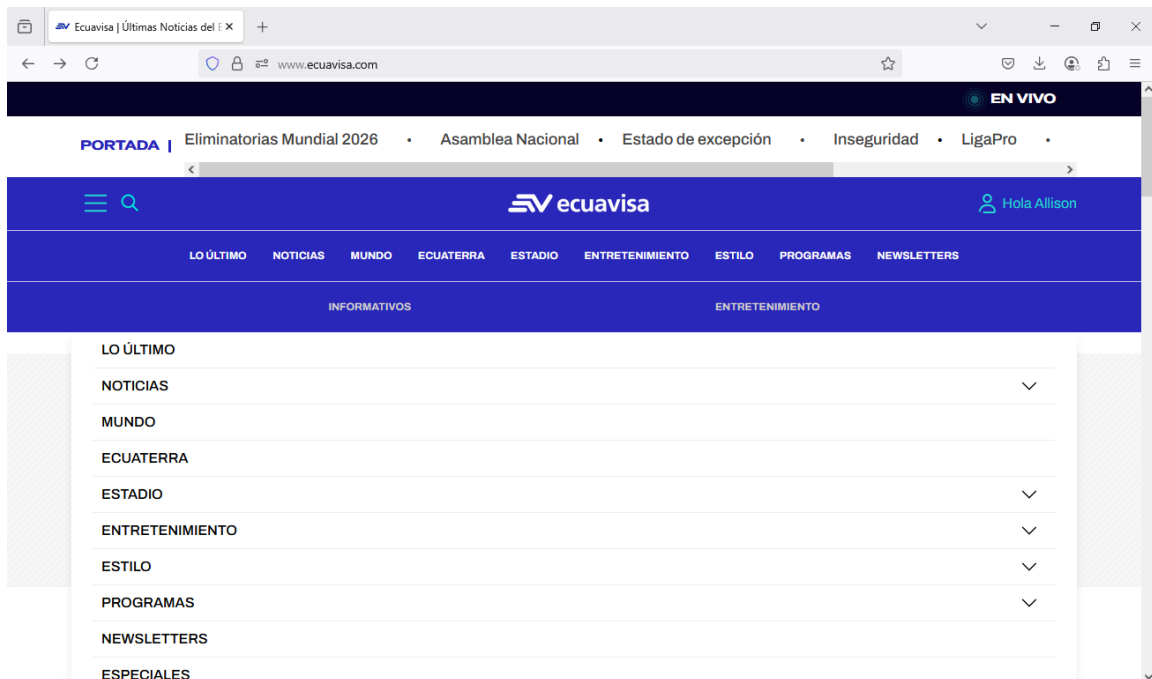 Ecuavisa | Últimas Noticias del E
www.ecuavisa.com
EN VIVO
PORTADA | Eliminatorias Mundial 2026 • Asamblea Nacional • Estado de excepción • Inseguridad • LigaPro •
ecuavisa
Hola Allison
LO ÚLTIMO NOTICIAS MUNDO ECUATERRA ESTADIO ENTRETENIMIENTO ESTILO PROGRAMAS NEWSLETTERS
INFORMATIVOS ENTRETENIMIENTO
LO ÚLTIMO
NOTICIAS
MUNDO
ECUATERRA
ESTADIO
ENTRETENIMIENTO
ESTILO
PROGRAMAS
NEWSLETTERS
ESPECIALES